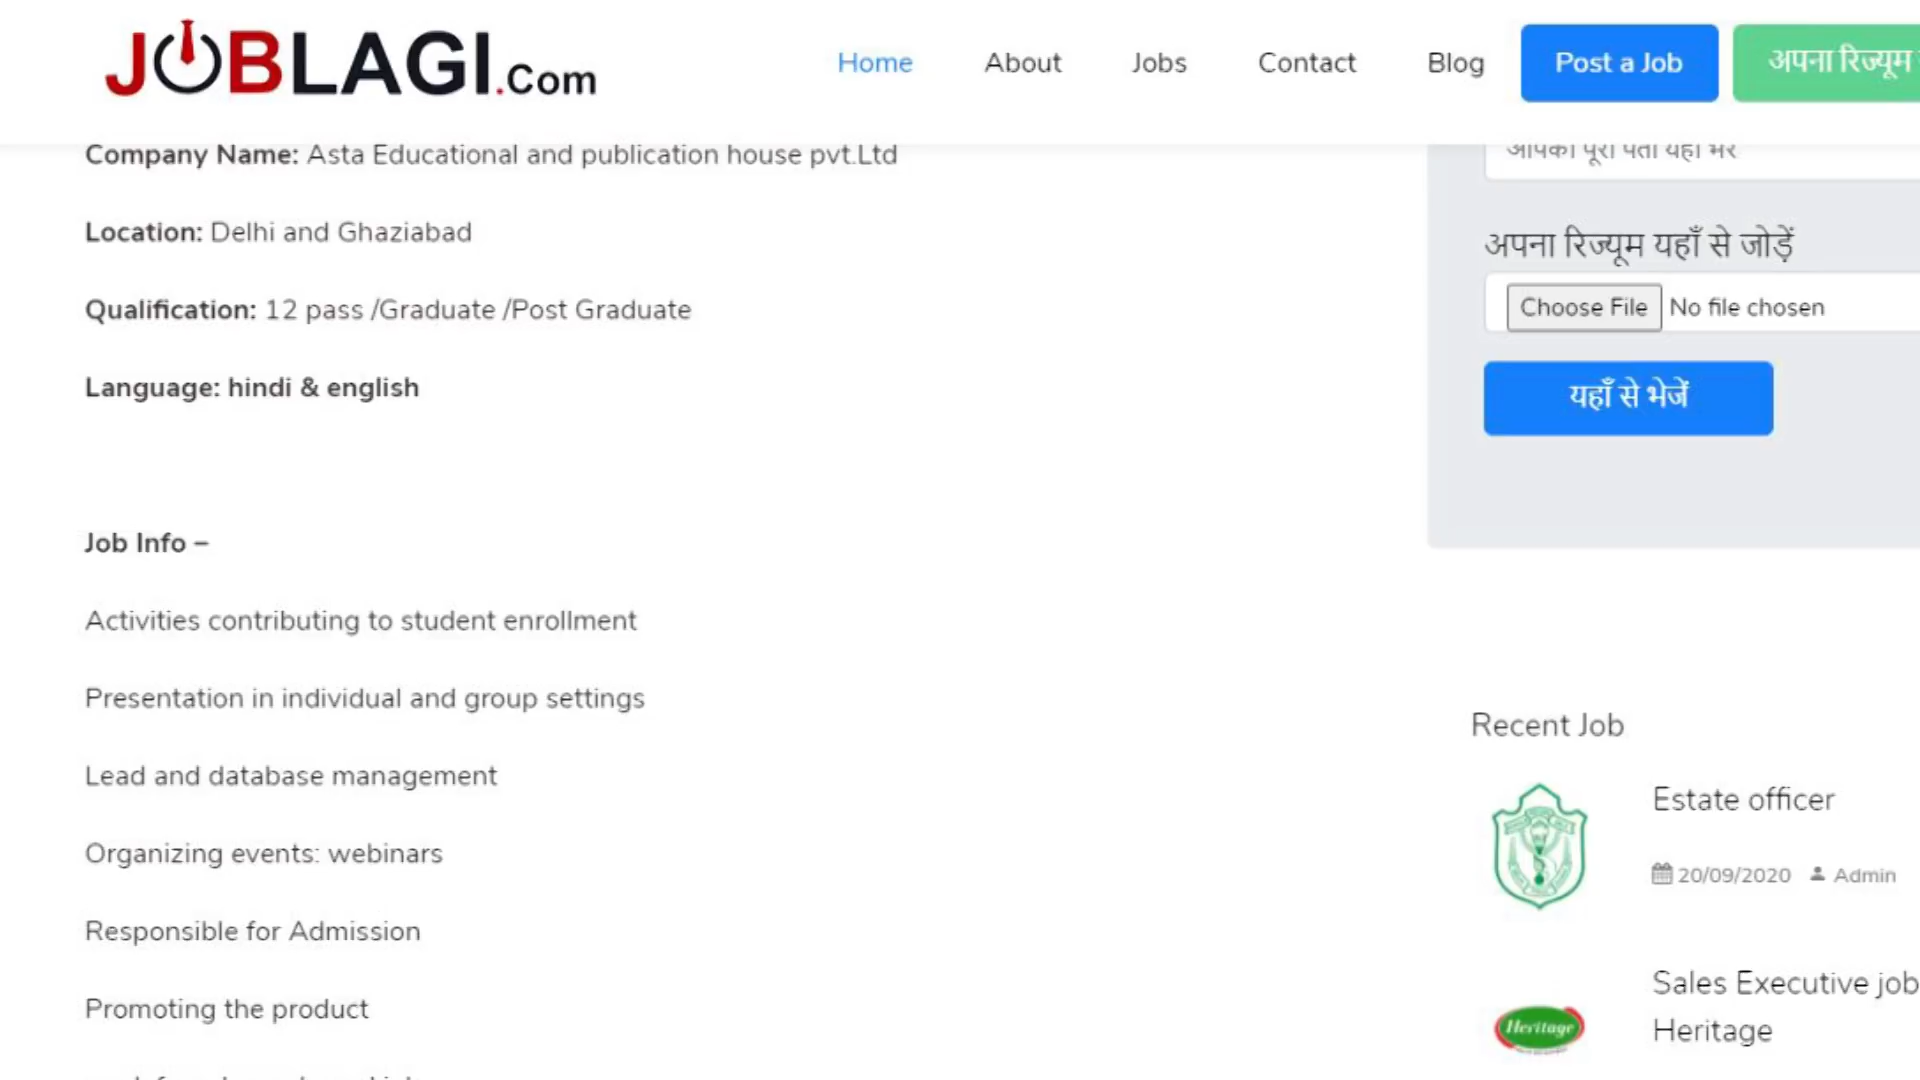 JOBLAGI.Com
Home
About
Jobs
Contact
Blog
Post a Job
अपना रिज्यूम
Company Name: Asta Educational and publication house pvt.Ltd
Location: Delhi and Ghaziabad
Qualification: 12 pass /Graduate /Post Graduate
Language: hindi & english
Job Info –
Activities contributing to student enrollment
Presentation in individual and group settings
Lead and database management
Organizing events: webinars
Responsible for Admission
Promoting the product
आपका पूरा पता यहाँ भरें
अपना रिज्यूम यहाँ से जोड़ें
Choose File No file chosen
यहाँ से भेजें
Recent Job
Estate officer
20/09/2020 Admin
Sales Executive job
Heritage
Heritage